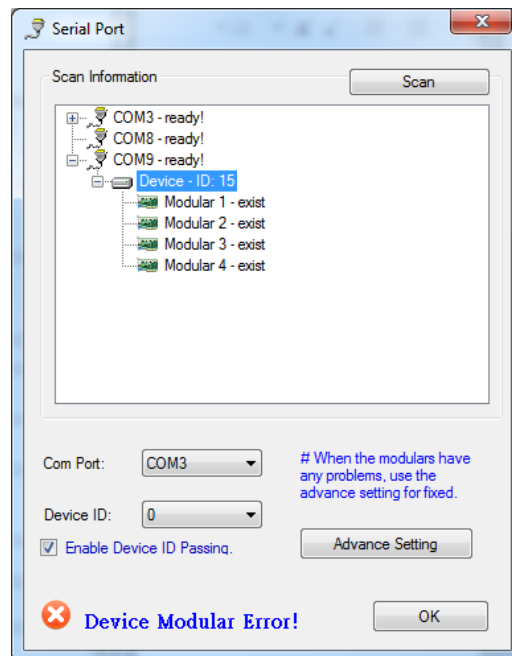 Serial Port
Scan Information
Scan
COM3 - ready!
COM8 - ready!
COM9 - ready!
Device - ID: 15
Modular 1 - exist
Modular 2 - exist
Modular 3 - exist
Modular 4 - exist
Com Port:
COM3
# When the modulars have
any problems, use the
advance setting for fixed.
Device ID:
0
Enable Device ID Passing.
Advance Setting
Device Modular Error!
OK